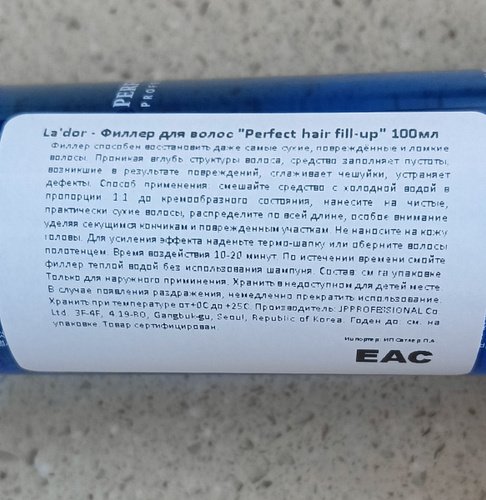 PER
PROF
La'dor - Филлер для волос "Perfect hair fill-up" 100мл
Филлер способен восстановить даже самые сухие, повреждённые и ломкие
волосы. Проникая вглубь структуры волоса, средство заполняет пустоты,
возникшие в результате повреждений, сглаживает чешуйки, устраняет
дефекты. Способ применения: смешайте средство с холодной водой в
пропорции 1:1 до кремообразного состояния, нанесите на чистые,
практически сухие волосы, распределите по всей длине, особое внимание
уделяя секущимся кончикам и поврежденным участкам. Не наносите на кожу
головы. Для усиления эффекта наденьте термо-шапку или оберните волосы
полотенцем. Время воздействия 10-20 минут. По истечении времени смойте
филлер теплой водой без использования шампуня. Состав: см на упаковке.
Только для наружного приминения. Хранить в недоступном для детей месте.
В случае появления раздражения, немедленно прекратить использование.
Хранить при температуре от +0C до +25C. Производитель: JPPROFESSIONAL Co
Ltd. 3F-4F, 4.19-RO, Gangbuk-gu, Seoul, Republic of Korea. Годен до: см. на
упаковке Товар сертифицирован.
Импортер: ИП П.А.
EAC